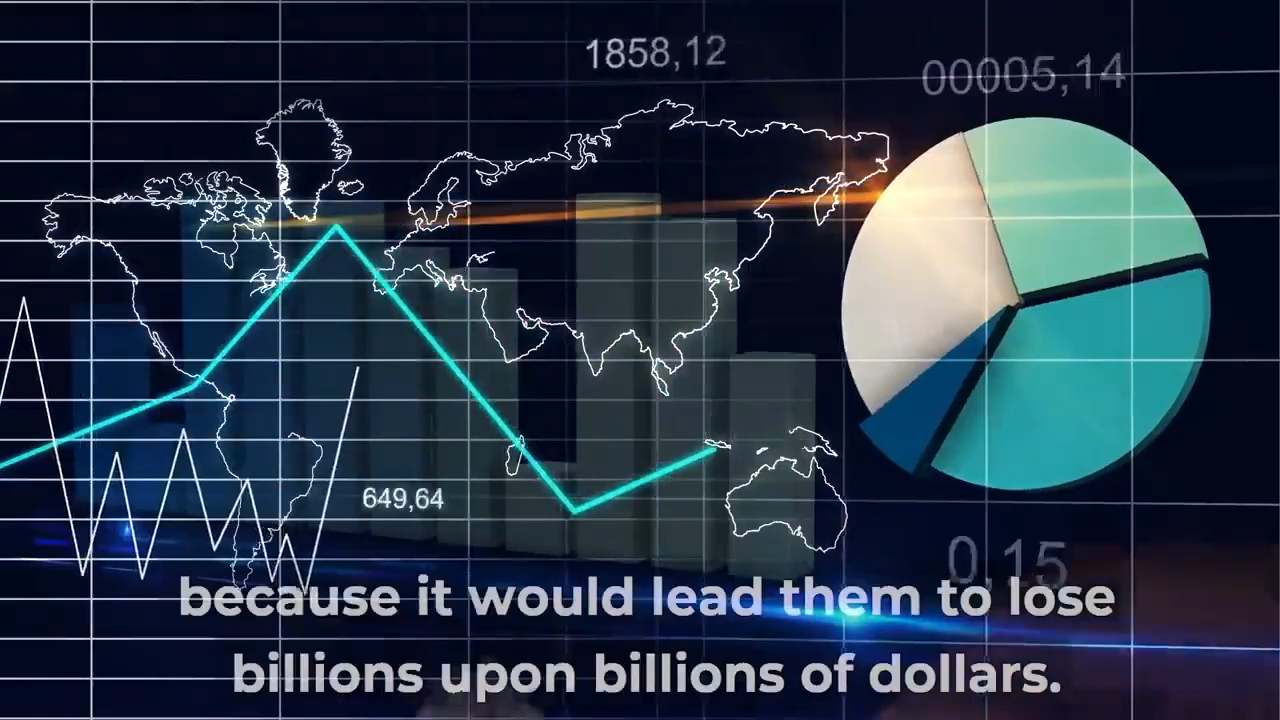 1858,12
00005,14
649,64
0,15
because it would lead them to lose
billions upon billions of dollars.